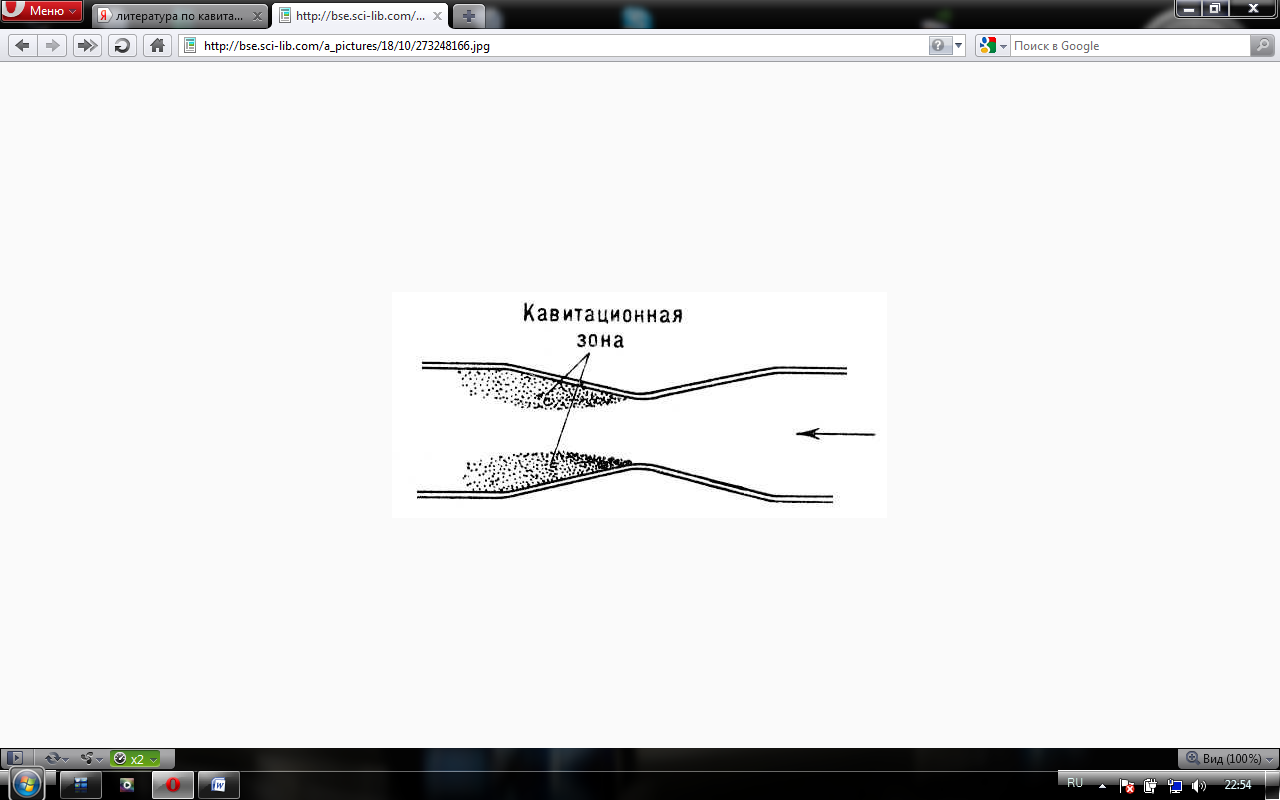 Меню
литература по кавита...
http://bse.sci-lib.com/...
http://bse.sci-lib.com/a_pictures/18/10/273248166.jpg
Поиск в Google
Кавитационная
зона
x2
Вид (100%)
RU
22:54